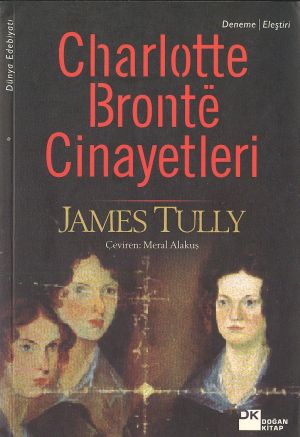 Dünya Edebiyatı
Deneme | Eleştiri
Charlotte
Brontë
Cinayetleri
JAMES TULLY
Çeviren: Meral Alakuş
DK
DOĞAN
KİTAP